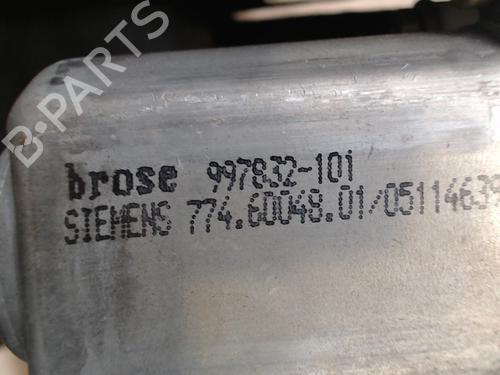 B-PARTS
brose 997832-101
SIEMENS 774.60048.01/0511463